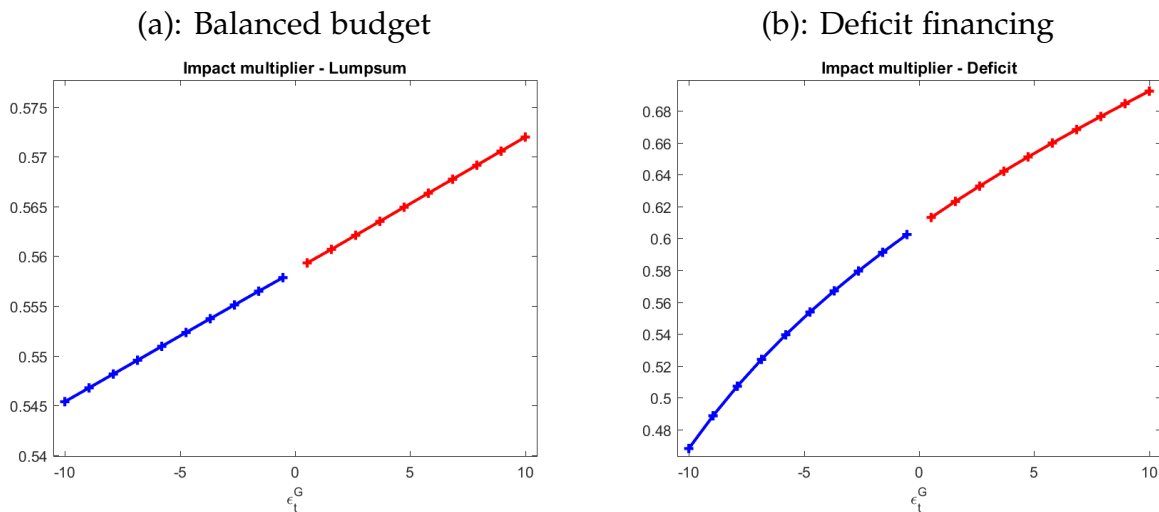 (a): Balanced budget
Impact multiplier - Lumpsum
0.575
0.57
0.565
0.56
0.555
0.55
0.545
0.54
-10 -5 0 5 10
ϵ_t^G
(b): Deficit financing
Impact multiplier - Deficit
0.68
0.66
0.64
0.62
0.6
0.58
0.56
0.54
0.52
0.5
0.48
-10 -5 0 5 10
ϵ_t^G